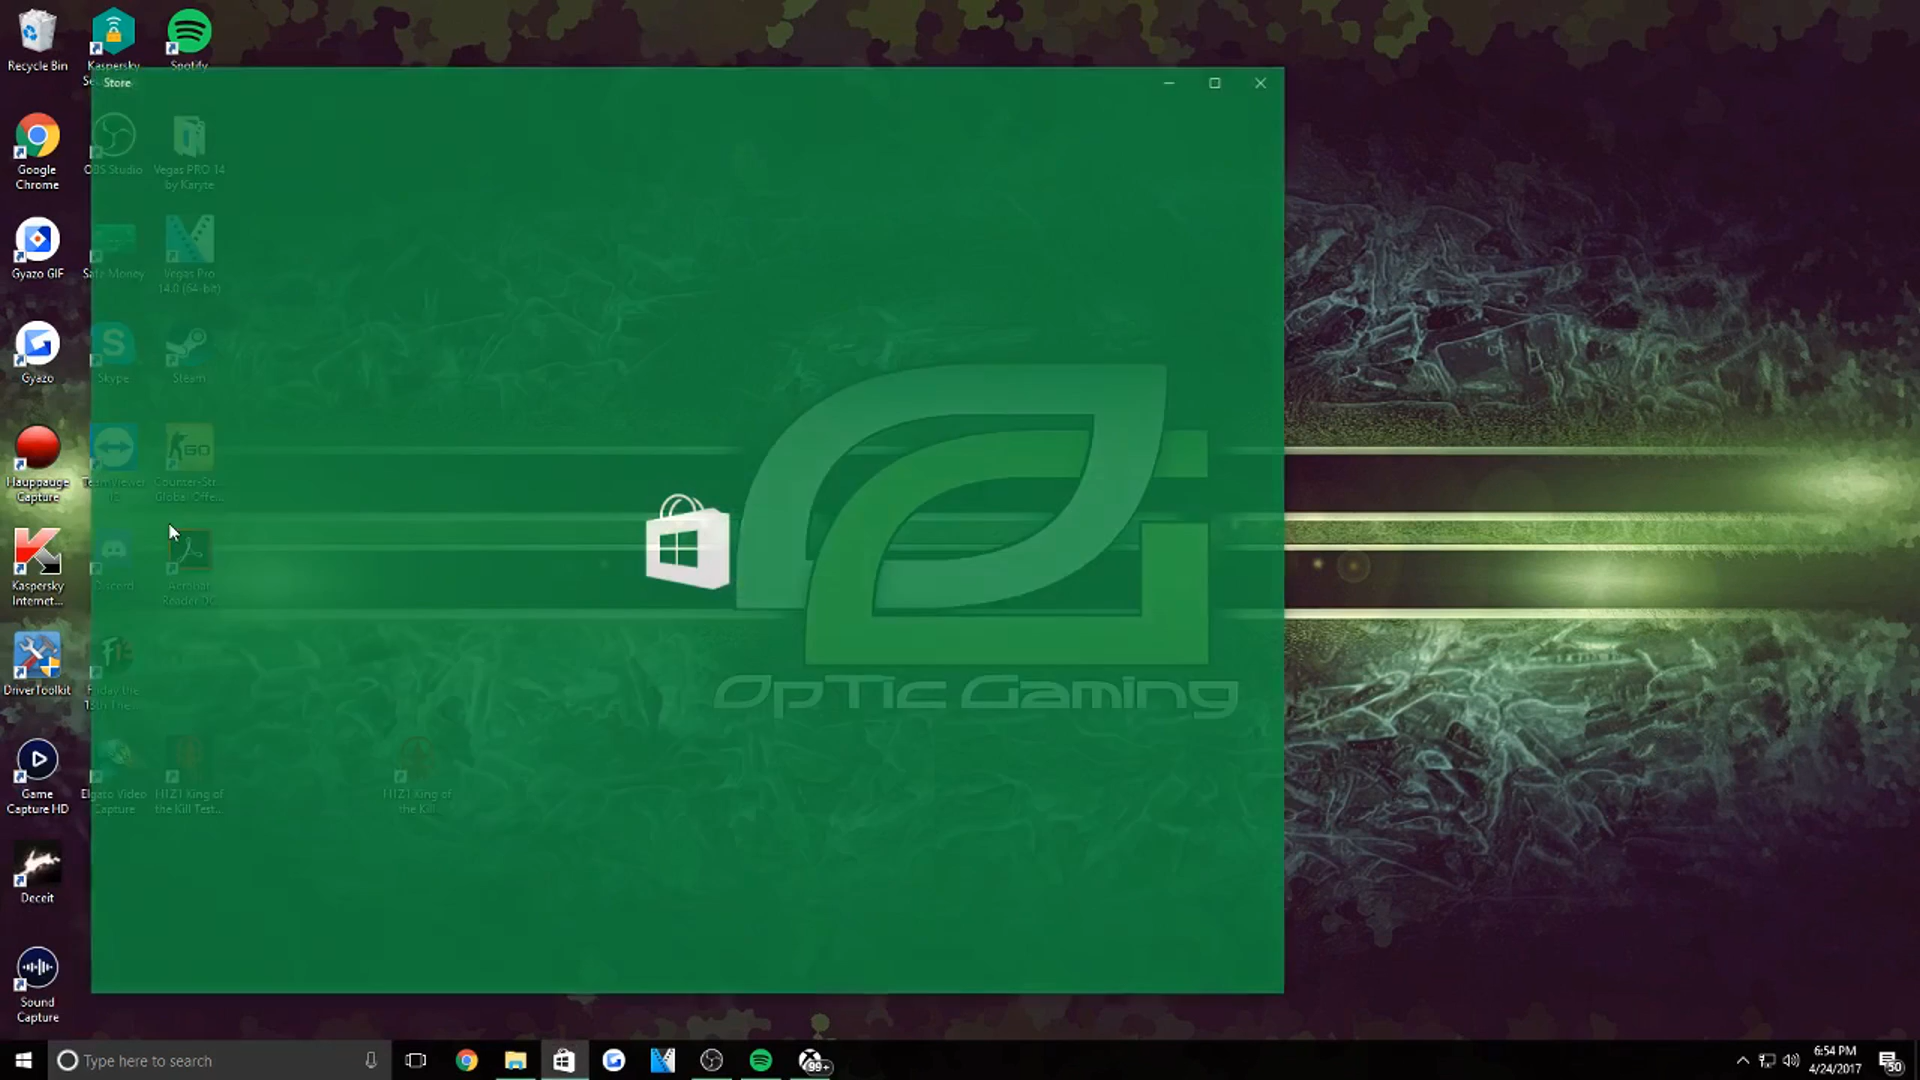 Recycle Bin
Kaspersky
Se...
Spotify
Store
Google
Chrome
OBS Studio
Vegas PRO 14
by Karyte
Gyazo GIF
Safe Money
Vegas Pro
14.0 (64-bit)
Gyazo
Skype
Steam
Hauppauge
Capture
TeamViewer
12
GO
Counter-Str...
Global Offe...
Kaspersky
Internet...
Discord
Acrobat
Reader DC
DriverToolkit
Friday the
13th The...
OpTic Gaming
Game
Capture HD
Elgato Video
Capture
H1Z1 King of
the Kill Test...
H1Z1 King of
the Kill
Deceit
Sound
Capture
Type here to search
99+
6:54 PM
4/24/2017
50